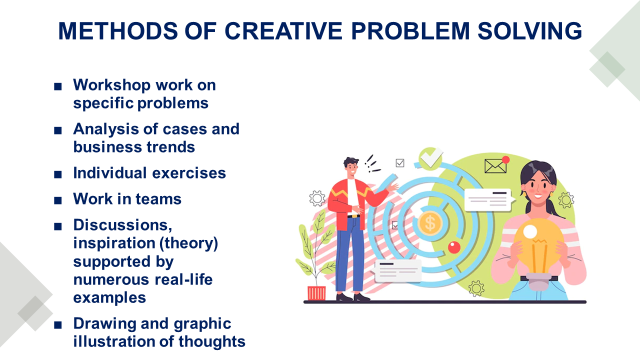 METHODS OF CREATIVE PROBLEM SOLVING
■ Workshop work on
specific problems
■ Analysis of cases and
business trends
■ Individual exercises
■ Work in teams
■ Discussions,
inspiration (theory)
supported by
numerous real-life
examples
■ Drawing and graphic
illustration of thoughts
$